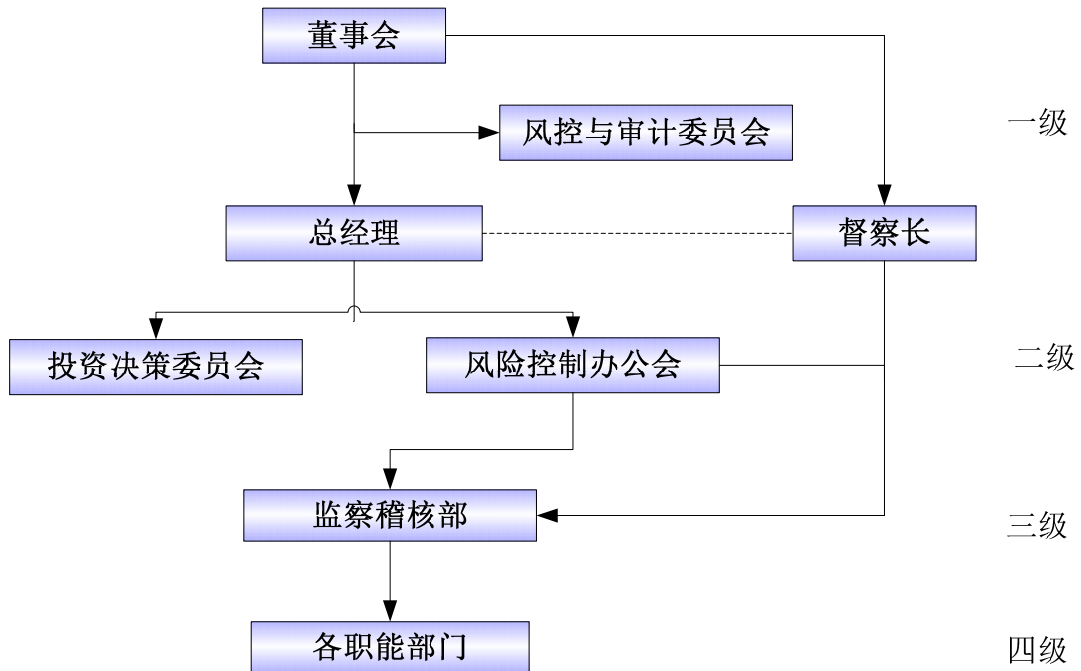 董事会
风控与审计委员会
一级
总经理
督察长
投资决策委员会
风险控制办公会
二级
监察稽核部
三级
各职能部门
四级